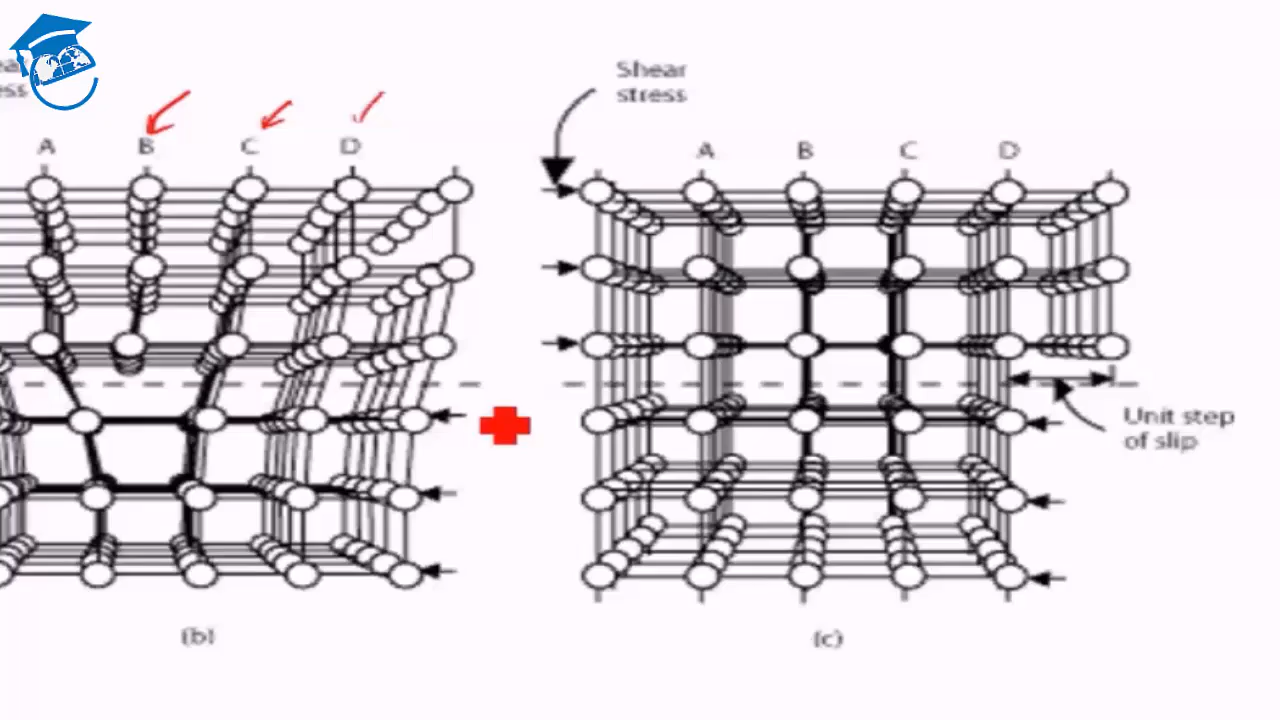 Shear
stress
A B C D
A B C D
Unit step
of slip
(b)
(c)